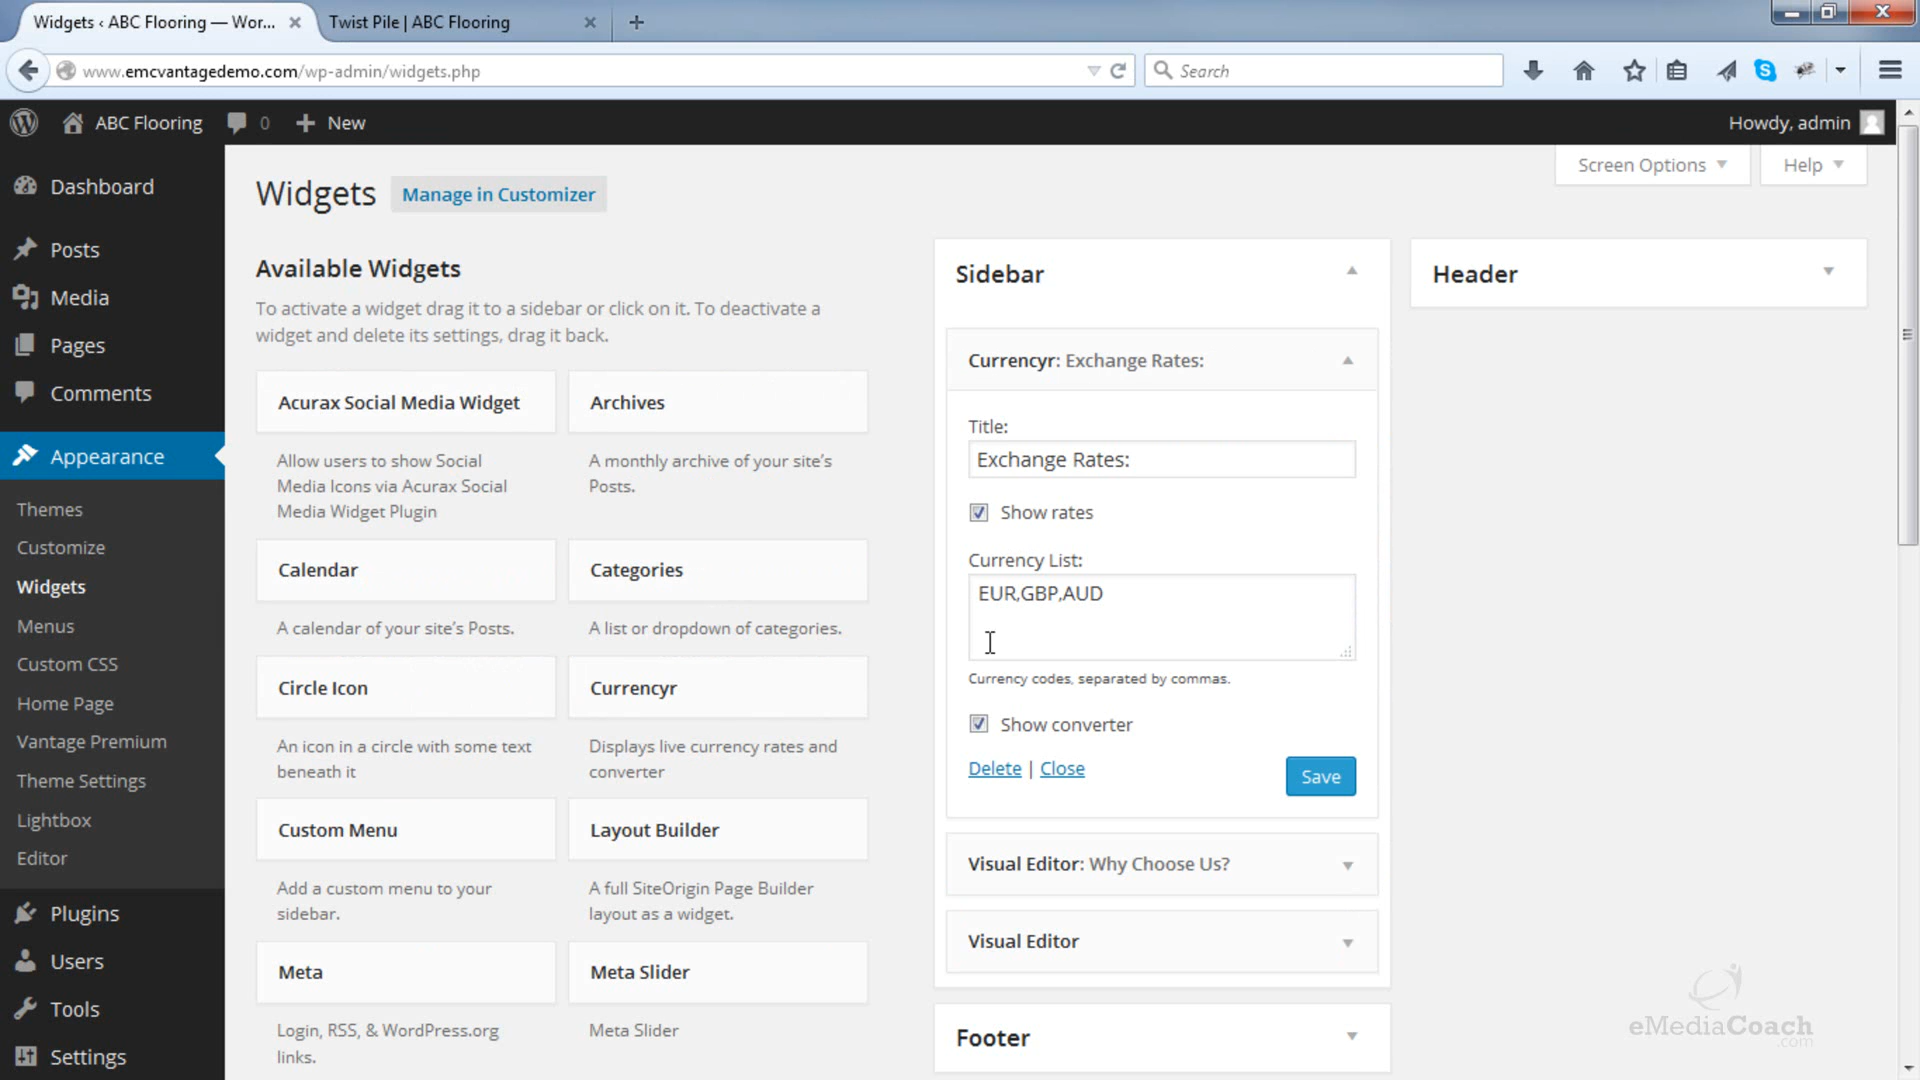 Widgets ‹ ABC Flooring — Wor...
Twist Pile | ABC Flooring
www.emcvantagedemo.com/wp-admin/widgets.php
Search
ABC Flooring
0
New
Howdy, admin
Dashboard
Posts
Media
Pages
Comments
Appearance
Themes
Customize
Widgets
Menus
Custom CSS
Home Page
Vantage Premium
Theme Settings
Lightbox
Editor
Plugins
Users
Tools
Settings
Screen Options
Help
Widgets
Manage in Customizer
Available Widgets
To activate a widget drag it to a sidebar or click on it. To deactivate a
widget and delete its settings, drag it back.
Acurax Social Media Widget
Allow users to show Social
Media Icons via Acurax Social
Media Widget Plugin
Archives
A monthly archive of your site's
Posts.
Calendar
A calendar of your site's Posts.
Categories
A list or dropdown of categories.
Circle Icon
An icon in a circle with some text
beneath it
Currencyr
Displays live currency rates and
converter
Custom Menu
Add a custom menu to your
sidebar.
Layout Builder
A full SiteOrigin Page Builder
layout as a widget.
Meta
Login, RSS, & WordPress.org
links.
Meta Slider
Meta Slider
Sidebar
Currencyr: Exchange Rates:
Title:
Exchange Rates:
Show rates
Currency List:
EUR,GBP,AUD
Currency codes, separated by commas.
Show converter
Delete | Close
Save
Visual Editor: Why Choose Us?
Visual Editor
Footer
Header
eMediaCoach
.com